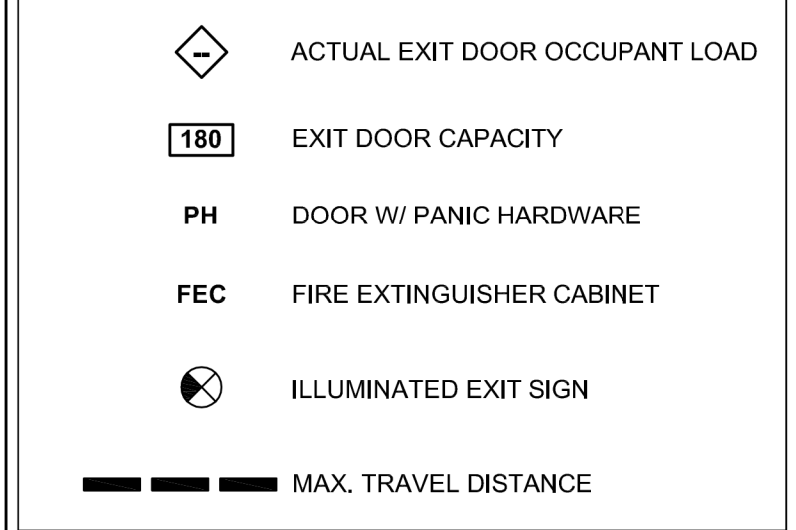 -- ACTUAL EXIT DOOR OCCUPANT LOAD
180 EXIT DOOR CAPACITY
PH DOOR W/ PANIC HARDWARE
FEC FIRE EXTINGUISHER CABINET
ILLUMINATED EXIT SIGN
MAX. TRAVEL DISTANCE